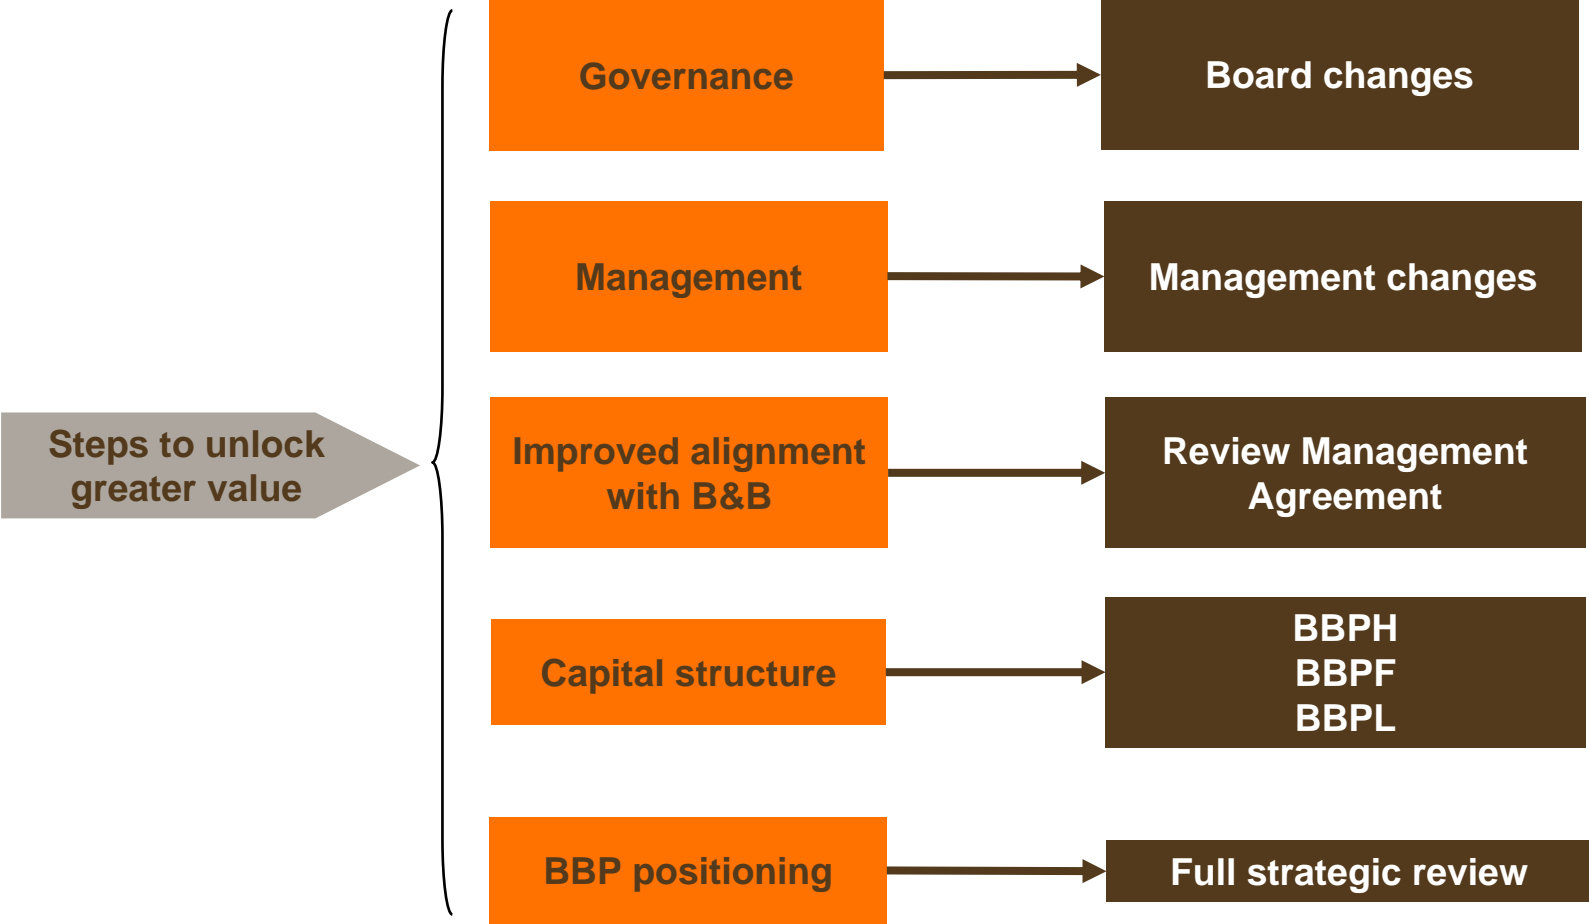 Steps to unlock
greater value
Governance
Board changes
Management
Management changes
Improved alignment
with B&B
Review Management
Agreement
Capital structure
BBPH
BBPF
BBPL
BBP positioning
Full strategic review